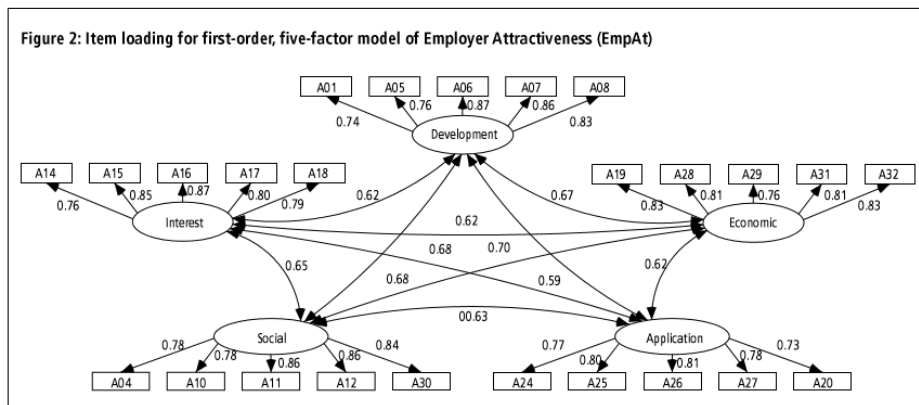 Figure 2: Item loading for first-order, five-factor model of Employer Attractiveness (EmpAt)
A01 A05 A06 A07 A08
0.74 0.76 0.87 0.86 0.83
Development
A14 A15 A16 A17 A18
0.76 0.85 0.87 0.80 0.79
Interest
A19 A28 A29 A31 A32
0.83 0.81 0.76 0.81 0.83
Economic
0.62 0.67
0.62
0.68 0.70
0.65 0.68 0.59 0.62
00.63
Social
0.78 0.78 0.86 0.86 0.84
A04 A10 A11 A12 A30
Application
0.77 0.80 0.81 0.78 0.73
A24 A25 A26 A27 A20